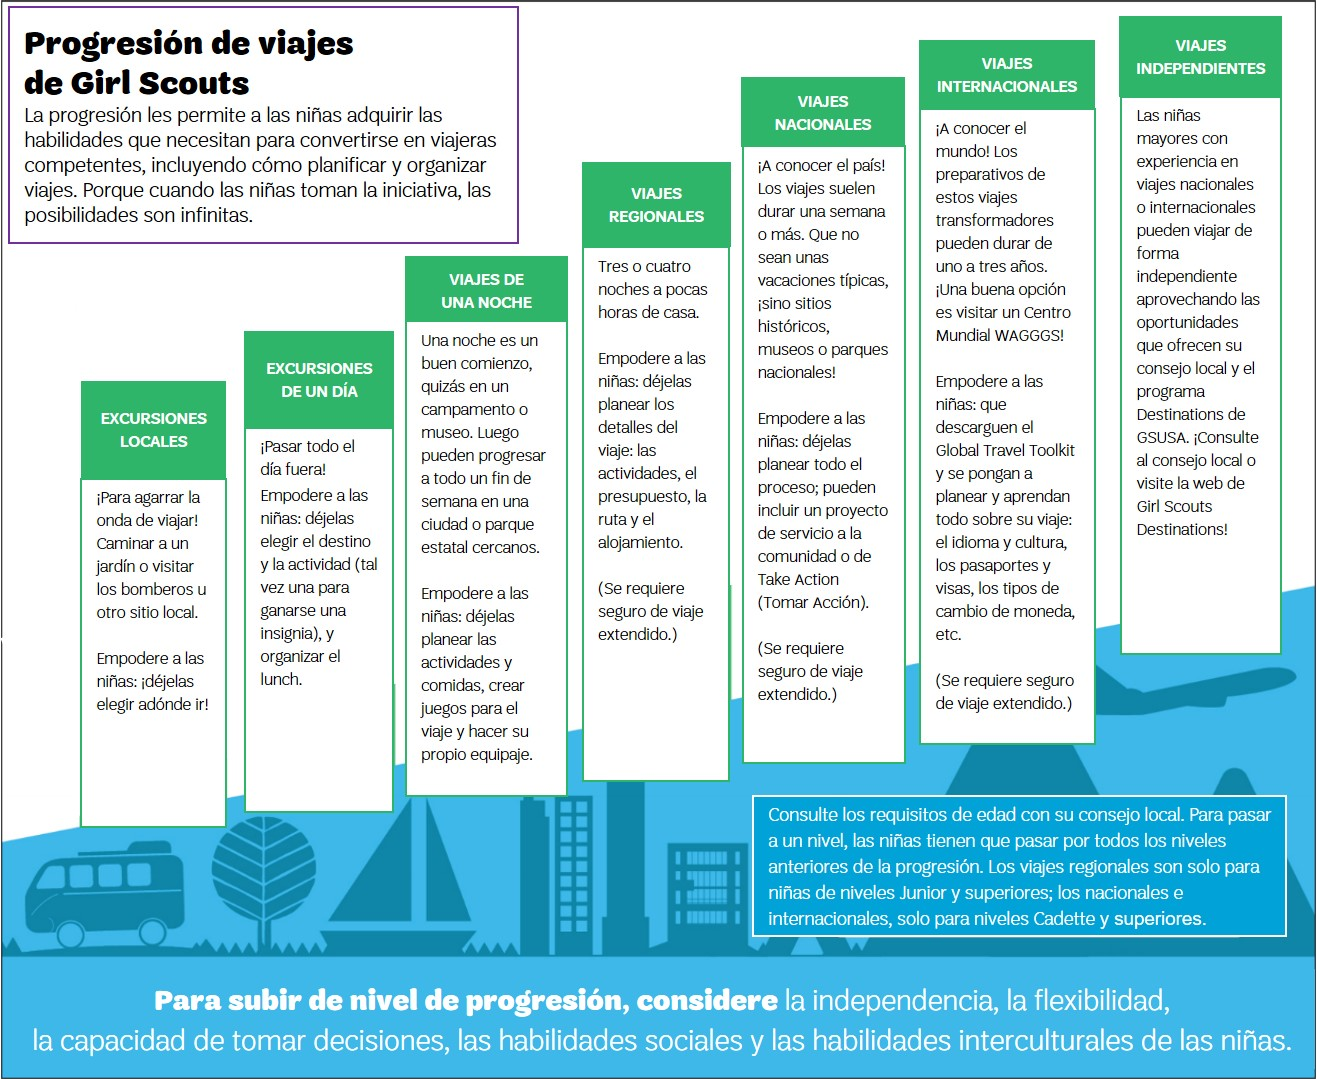 Progresión de viajes
de Girl Scouts
La progresión les permite a las niñas adquirir las
habilidades que necesitan para convertirse en viajeras
competentes, incluyendo cómo planificar y organizar
viajes. Porque cuando las niñas toman la iniciativa, las
posibilidades son infinitas.
EXCURSIONES
LOCALES
¡Para agarrar la
onda de viajar!
Caminar a un
jardín o visitar
los bomberos u
otro sitio local.
Empodere a las
niñas: ¡déjelas
elegir adónde ir!
EXCURSIONES
DE UN DÍA
¡Pasar todo el
día fuera!
Empodere a las
niñas: déjelas
elegir el destino
y la actividad (tal
vez una para
ganarse una
insignia), y
organizar el
lunch.
VIAJES DE
UNA NOCHE
Una noche es un
buen comienzo,
quizás en un
campamento o
museo. Luego
pueden progresar
a todo un fin de
semana en una
ciudad o parque
estatal cercanos.
Empodere a las
niñas: déjelas
planear las
actividades y
comidas, crear
juegos para el
viaje y hacer su
propio equipaje.
VIAJES
REGIONALES
Tres o cuatro
noches a pocas
horas de casa.
Empodere a las
niñas: déjelas
planear los
detalles del
viaje: las
actividades, el
presupuesto, la
ruta y el
alojamiento.
(Se requiere
seguro de viaje
extendido.)
VIAJES
NACIONALES
¡A conocer el país!
Los viajes suelen
durar una semana
o más. Que no
sean unas
vacaciones típicas,
¡sino sitios
históricos,
museos o parques
nacionales!
Empodere a las
niñas: déjelas
planear todo el
proceso; pueden
incluir un proyecto
de servicio a la
comunidad o de
Take Action
(Tomar Acción).
(Se requiere
seguro de viaje
extendido.)
VIAJES
INTERNACIONALES
¡A conocer el
mundo! Los
preparativos de
estos viajes
transformadores
pueden durar de
uno a tres años.
¡Una buena opción
es visitar un Centro
Mundial WAGGGS!
Empodere a las
niñas: que
descarguen el
Global Travel Toolkit
y se pongan a
planear y aprendan
todo sobre su viaje:
el idioma y cultura,
los pasaportes y
visas, los tipos de
cambio de moneda,
etc.
(Se requiere seguro
de viaje extendido.)
VIAJES
INDEPENDIENTES
Las niñas
mayores con
experiencia en
viajes nacionales
o internacionales
pueden viajar de
forma
independiente
aprovechando las
oportunidades
que ofrecen su
consejo local y el
programa
Destinations de
GSUSA. ¡Consulte
al consejo local o
visite la web de
Girl Scouts
Destinations!
Consulte los requisitos de edad con su consejo local. Para pasar
a un nivel, las niñas tienen que pasar por todos los niveles
anteriores de la progresión. Los viajes regionales son solo para
niñas de niveles Junior y superiores; los nacionales e
internacionales, solo para niveles Cadette y superiores.
Para subir de nivel de progresión, considere la independencia, la flexibilidad,
la capacidad de tomar decisiones, las habilidades sociales y las habilidades interculturales de las niñas.